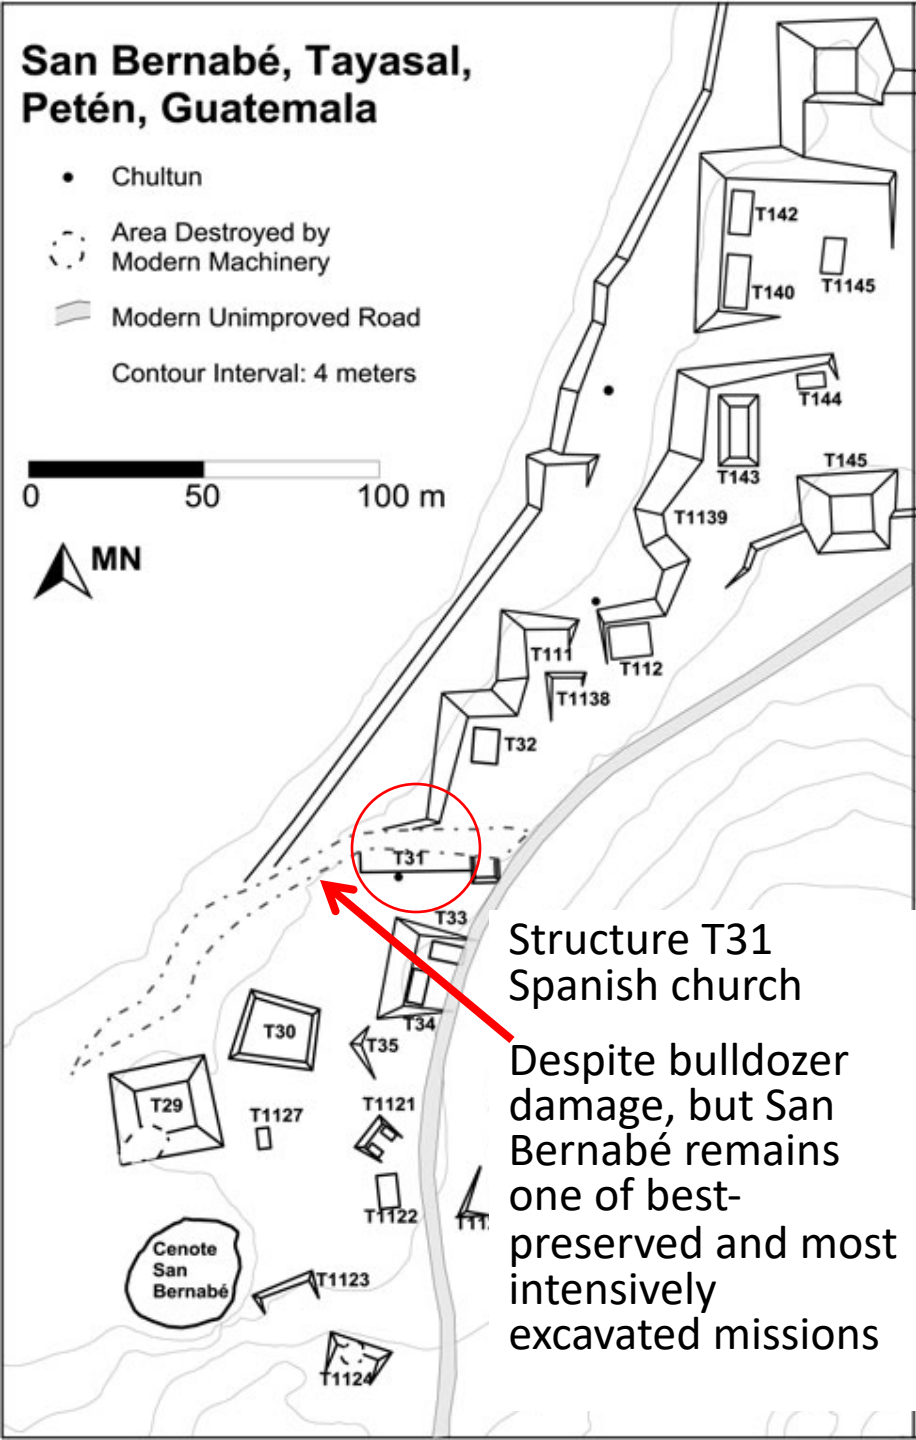 San Bernabé, Tayasal,
Petén, Guatemala
Chultun
Area Destroyed by
Modern Machinery
Modern Unimproved Road
Contour Interval: 4 meters
0 50 100 m
MN
T142
T140
T1145
T144
T143
T145
T1139
T111
T112
T1138
T32
T31
T33
T34
T30
T35
T29
T1127
T1121
T1122
Cenote
San
Bernabé
T1123
T1124
Structure T31
Spanish church
Despite bulldozer
damage, but San
Bernabé remains
one of best-
preserved and most
intensively
excavated missions